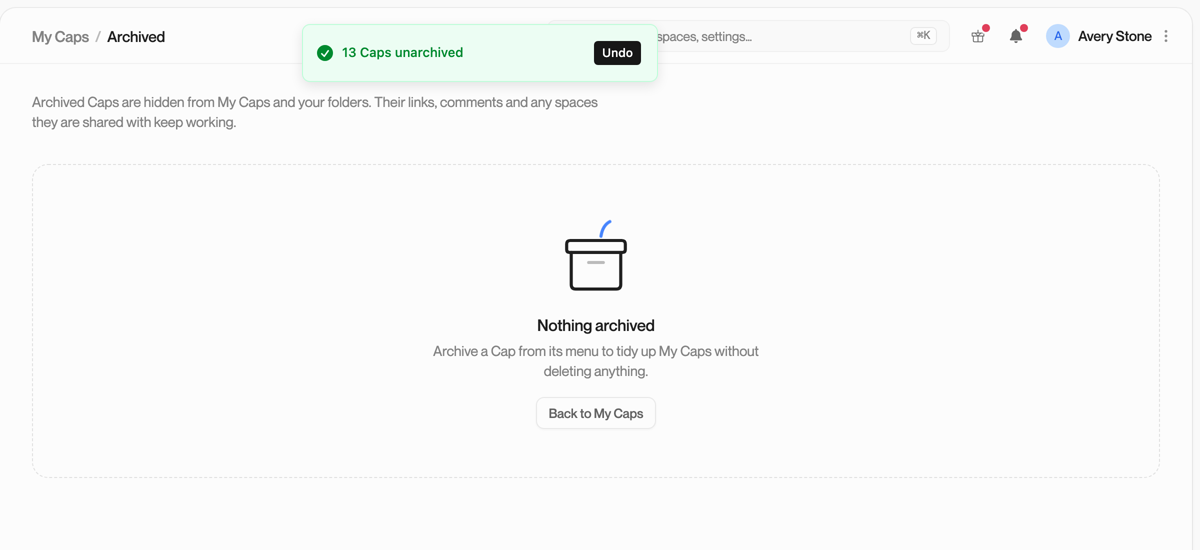 My Caps / Archived
13 Caps unarchived
Undo
spaces, settings...
⌘K
A
Avery Stone
Archived Caps are hidden from My Caps and your folders. Their links, comments and any spaces
they are shared with keep working.
Nothing archived
Archive a Cap from its menu to tidy up My Caps without
deleting anything.
Back to My Caps